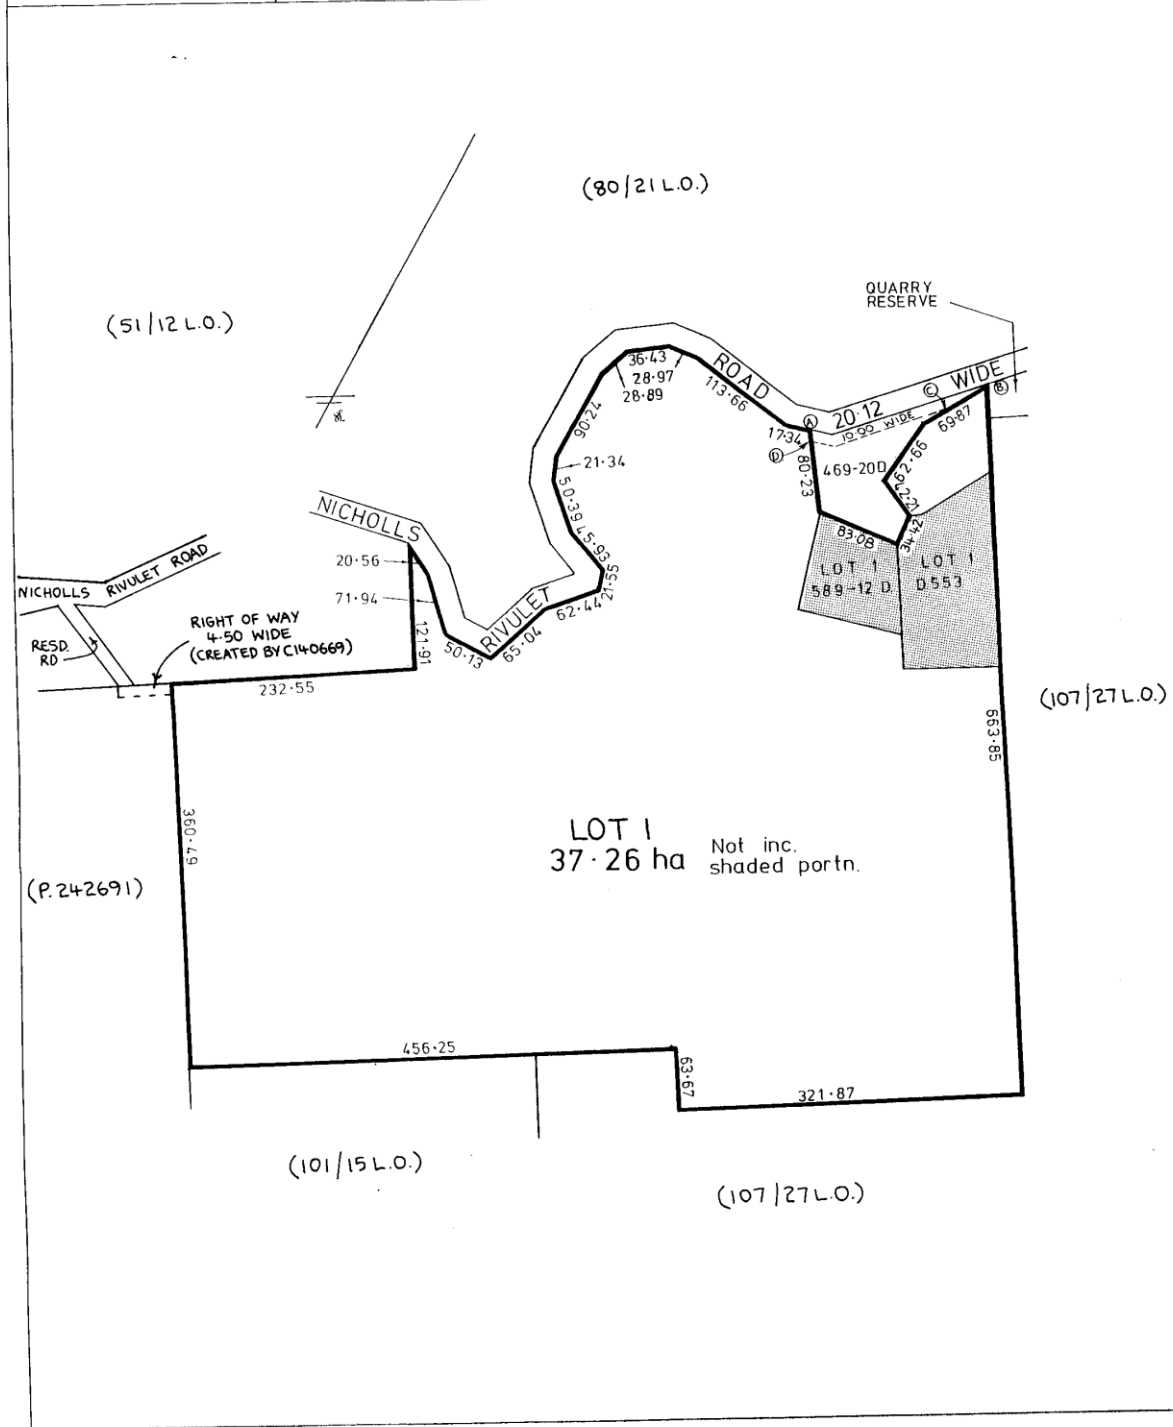 (80/21 L.O.)
QUARRY
RESERVE
(51/12 L.O.)
ROAD
20·12
WIDE
36·43
28·97
28·89
113·66
90·24
17·34
A
B
C
D
10·00 WIDE
69·87
80·23
469-20D
62·66
42·21
34·42
83·08
21·34
50·39
45·93
21·55
62·44
NICHOLLS
RIVULET
20·56
71·94
121·91
50·13
65·04
LOT 1
589-12 D.
LOT 1
D.553
NICHOLLS RIVULET ROAD
RESD.
RD
RIGHT OF WAY
4·50 WIDE
(CREATED BY C140669)
232·55
(107/27 L.O.)
663·85
360·49
LOT 1
37·26 ha
Not inc.
shaded portn.
(P.242691)
456·25
63·67
321·87
(101/15 L.O.)
(107/27 L.O.)